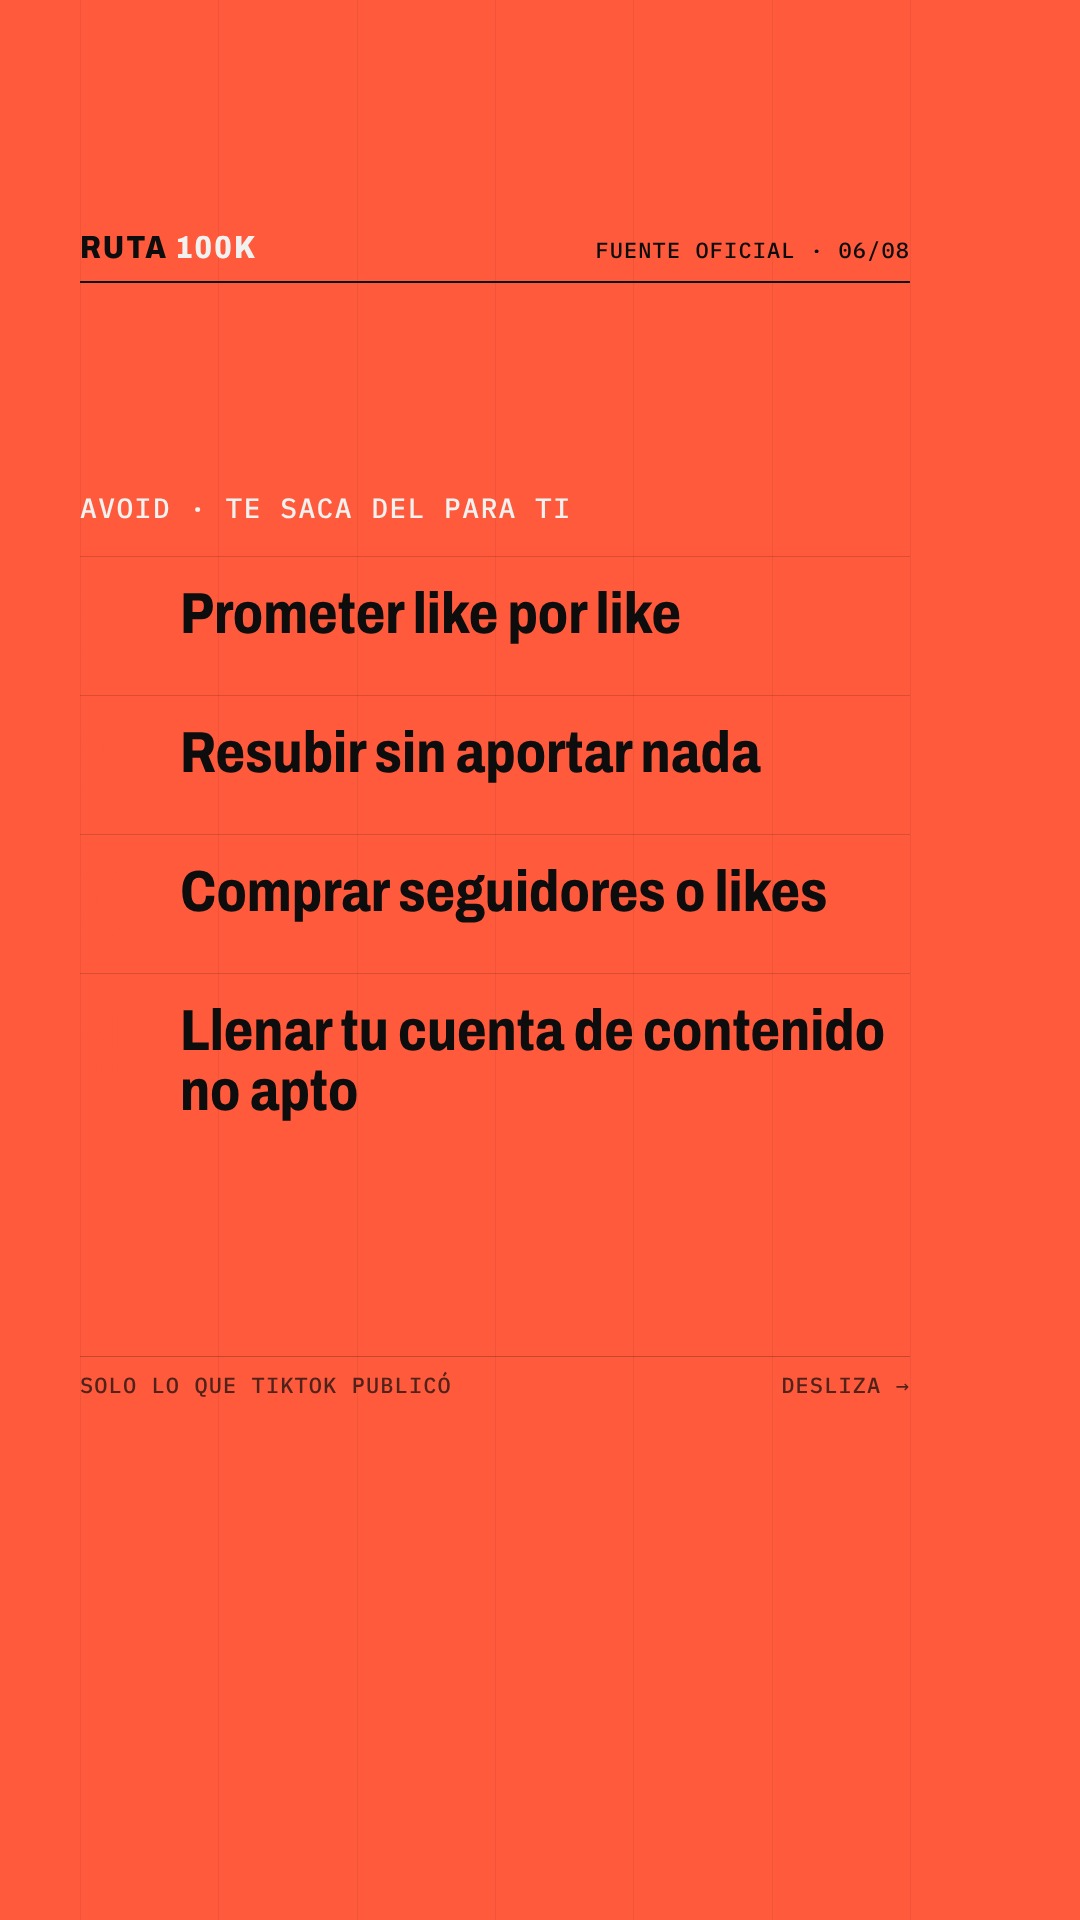 RUTA 100K
FUENTE OFICIAL · 06/08
AVOID · TE SACA DEL PARA TI
Prometer like por like
Resubir sin aportar nada
Comprar seguidores o likes
Llenar tu cuenta de contenido
no apto
SOLO LO QUE TIKTOK PUBLICÓ
DESLIZA →